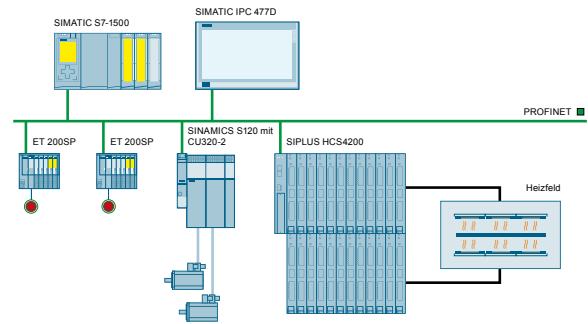 SIMATIC S7-1500
SIMATIC IPC 477D
PROFINET
ET 200SP
ET 200SP
SINAMICS S120 mit
CU320-2
SIPLUS HCS4200
Heizfeld